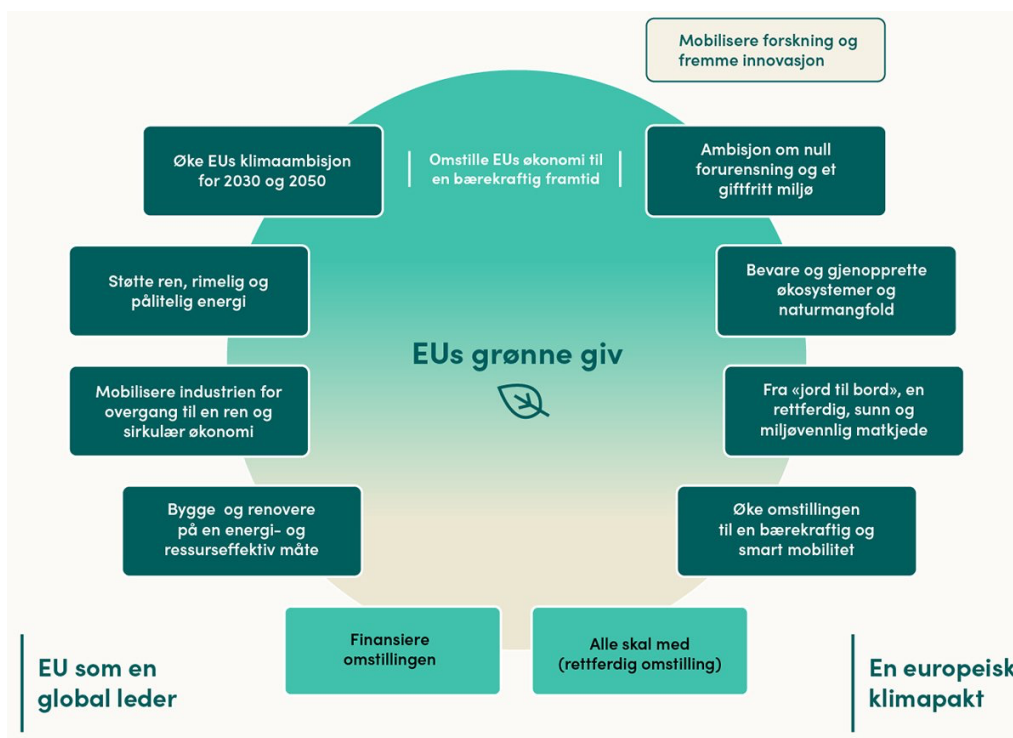 Mobilisere forskning og
fremme innovasjon
Øke EUs klimaambisjon
for 2030 og 2050
Omstille EUs økonomi til
en bærekraftig framtid
Ambisjon om null
forurensning og et
giftfritt miljø
Støtte ren, rimelig og
pålitelig energi
Bevare og gjenopprette
økosystemer og
naturmangfold
EUs grønne giv
Mobilisere industrien for
overgang til en ren og
sirkulær økonomi
Fra «jord til bord», en
rettferdig, sunn og
miljøvennlig matkjede
Bygge og renovere
på en energi- og
ressurseffektiv måte
Øke omstillingen
til en bærekraftig og
smart mobilitet
Finansiere
omstillingen
Alle skal med
(rettferdig omstilling)
EU som en
global leder
En europeisk
klimapakt